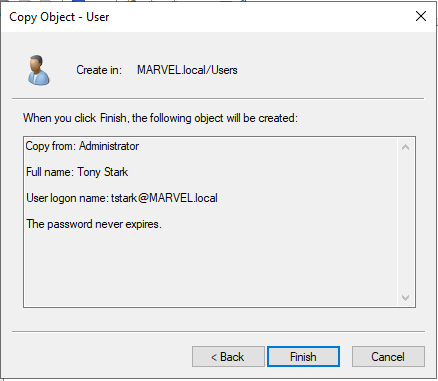 Copy Object - User
Create in: MARVEL.local/Users
When you click Finish, the following object will be created:
Copy from: Administrator
Full name: Tony Stark
User logon name: tstark@MARVEL.local
The password never expires.
< Back
Finish
Cancel